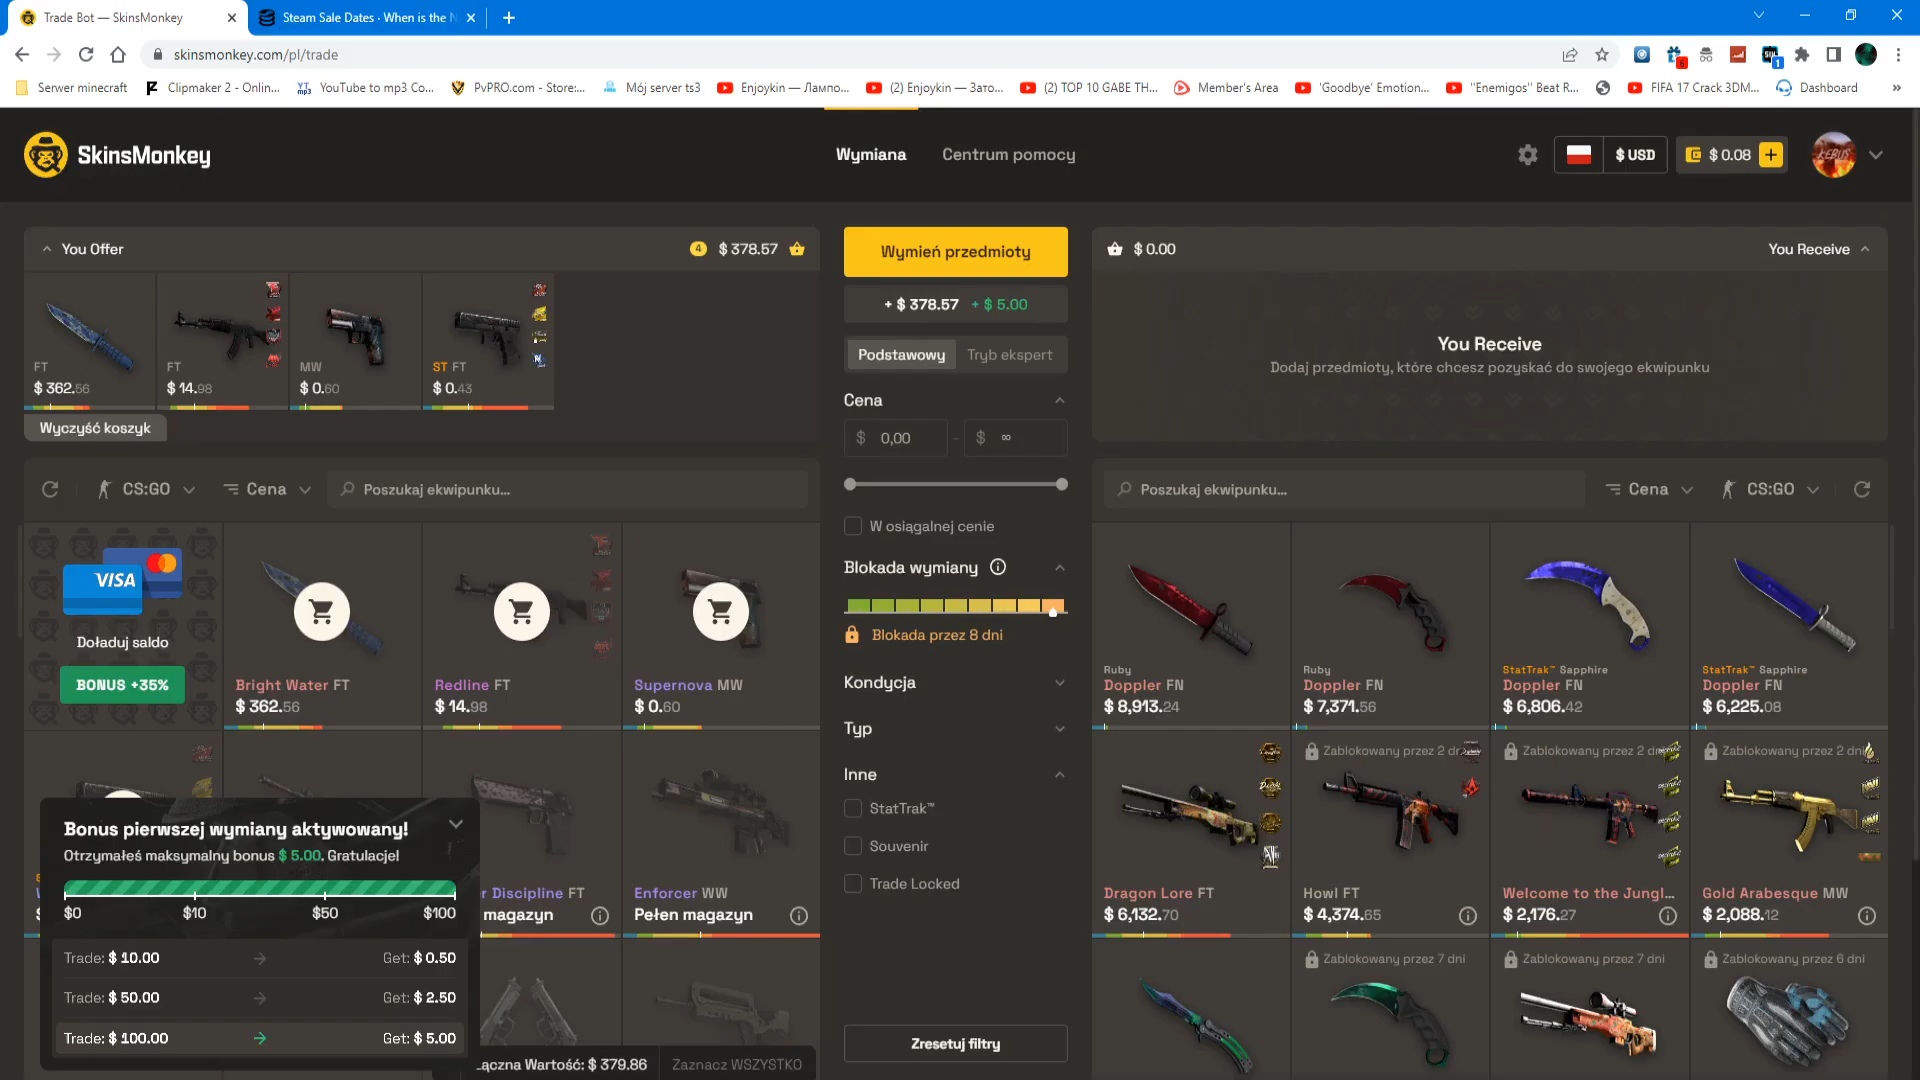 Trade Bot — SkinsMonkey
Steam Sale Dates · When is the N
skinsmonkey.com/pl/trade
Serwer minecraft
Clipmaker 2 - Onlin...
YouTube to mp3 Co...
PvPRO.com - Store:...
Mój server ts3
Enjoykin — Лампо...
(2) Enjoykin — Зато...
(2) TOP 10 GABE TH...
Member's Area
'Goodbye' Emotion...
"Enemigos" Beat R...
FIFA 17 Crack 3DM...
Dashboard
»
SkinsMonkey
Wymiana
Centrum pomocy
$ USD
$ 0.08
You Offer
4
$ 378.57
Wymień przedmioty
$ 0.00
You Receive
FT
$ 362.56
FT
$ 14.98
MW
$ 0.60
ST FT
$ 0.43
+ $ 378.57 + $ 5.00
Podstawowy
Tryb ekspert
You Receive
Dodaj przedmioty, które chcesz pozyskać do swojego ekwipunku
Wyczyść koszyk
Cena
$ 0,00 - $ ∞
CS:GO
Cena
Poszukaj ekwipunku...
Poszukaj ekwipunku...
Cena
CS:GO
W osiągalnej cenie
Blokada wymiany
Blokada przez 8 dni
Kondycja
Typ
Inne
StatTrak™
Souvenir
Trade Locked
Zresetuj filtry
VISA
Doładuj saldo
BONUS +35%
Bright Water FT
$ 362.56
Redline FT
$ 14.98
Supernova MW
$ 0.60
Ruby
Doppler FN
$ 8,913.24
Ruby
Doppler FN
$ 7,371.56
StatTrak™ Sapphire
Doppler FN
$ 6,806.42
StatTrak™ Sapphire
Doppler FN
$ 6,225.08
Discipline FT
magazyn
Enforcer WW
Pełen magazyn
Dragon Lore FT
$ 6,132.70
Zablokowany przez 2
Howl FT
$ 4,374.65
Zablokowany przez 2
Welcome to the Jungl...
$ 2,176.27
Zablokowany przez 2 dni
Gold Arabesque MW
$ 2,088.12
Zablokowany przez 7 dni
Zablokowany przez 7 dni
Zablokowany przez 6 dni
Bonus pierwszej wymiany aktywowany!
Otrzymałeś maksymalny bonus $ 5.00. Gratulacje!
$0 $10 $50 $100
Trade: $ 10.00 Get: $ 0.50
Trade: $ 50.00 Get: $ 2.50
Trade: $ 100.00 Get: $ 5.00
Wartość: $ 379.86
Zaznacz WSZYSTKO